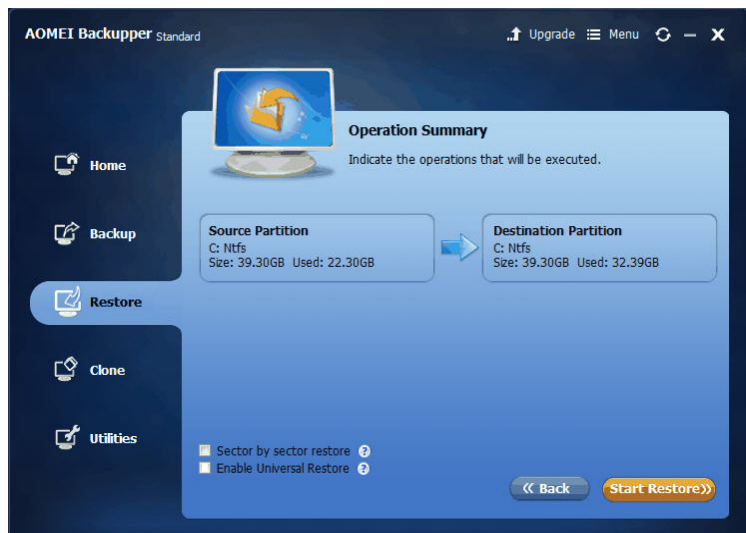 AOMEI Backupper Standard
Upgrade Menu
Operation Summary
Indicate the operations that will be executed.
Home
Backup
Restore
Clone
Utilities
Source Partition
C: Ntfs
Size: 39.30GB Used: 22.30GB
Destination Partition
C: Ntfs
Size: 39.30GB Used: 32.39GB
Sector by sector restore ?
Enable Universal Restore ?
Back
Start Restore